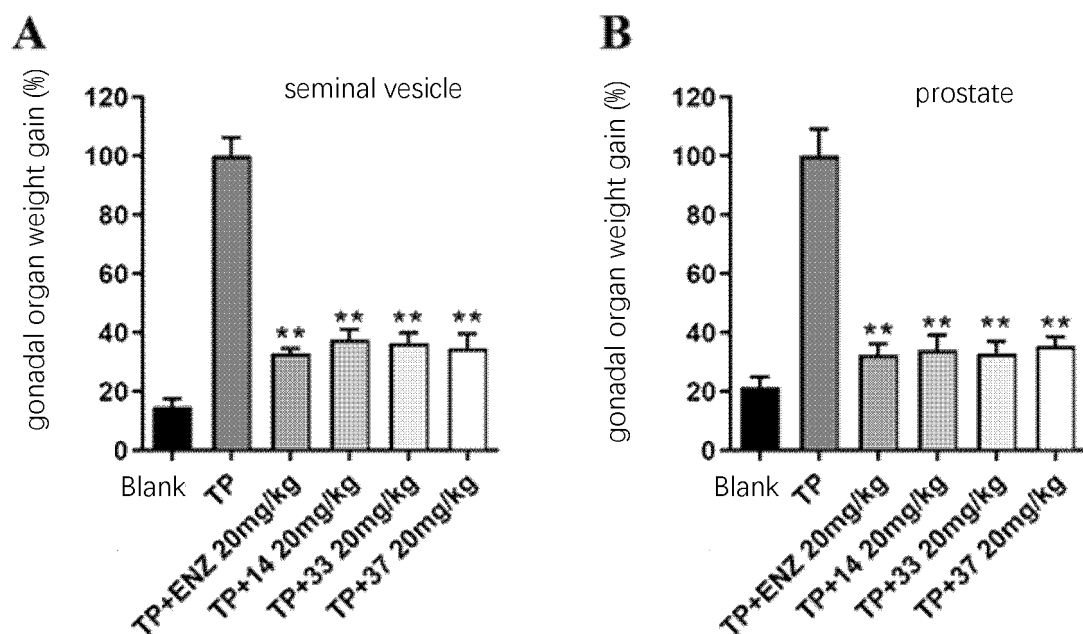 A
seminal vesicle
gonadal organ weight gain (%)
120
100
80
60
40
20
0
** ** ** **
Blank
TP
TP+ENZ 20mg/kg
TP+14 20mg/kg
TP+33 20mg/kg
TP+37 20mg/kg
B
prostate
gonadal organ weight gain (%)
120
100
80
60
40
20
0
** ** ** **
Blank
TP
TP+ENZ 20mg/kg
TP+14 20mg/kg
TP+33 20mg/kg
TP+37 20mg/kg